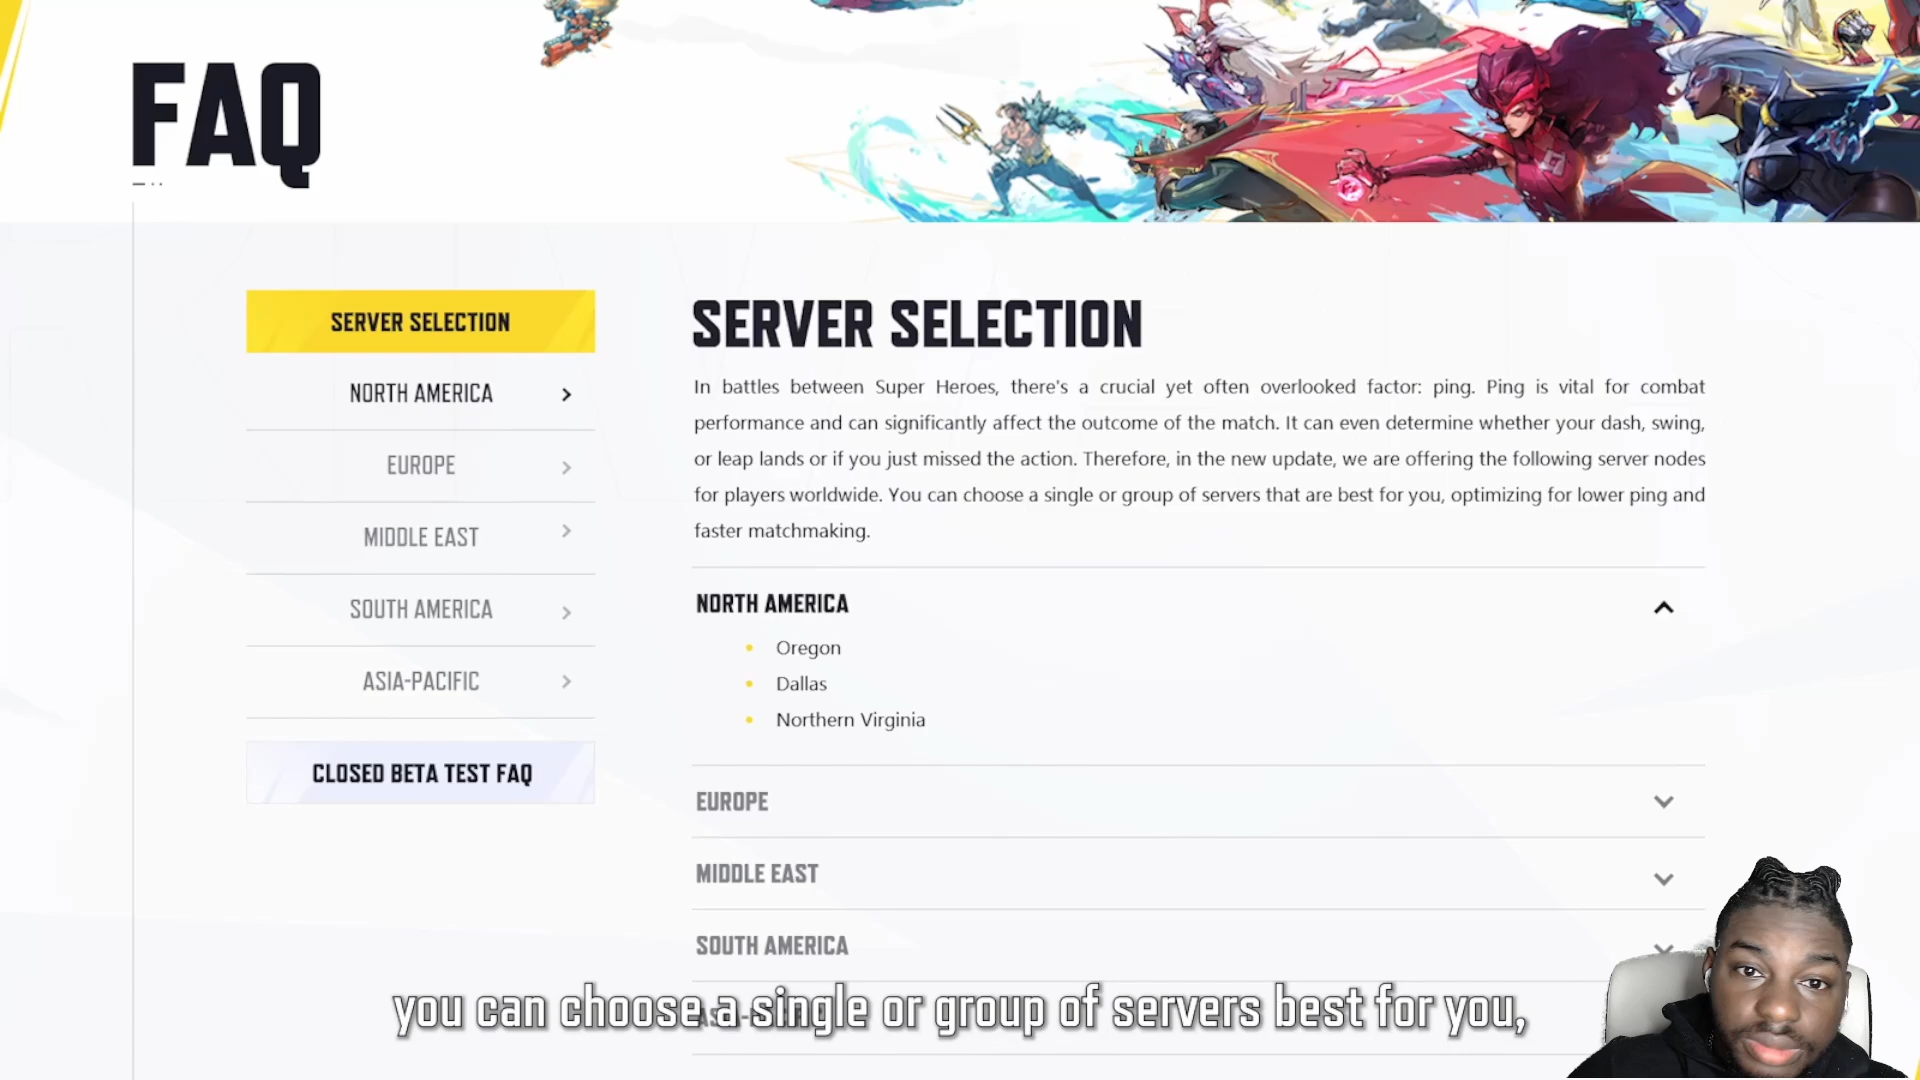 FAQ
SERVER SELECTION
NORTH AMERICA
EUROPE
MIDDLE EAST
SOUTH AMERICA
ASIA-PACIFIC
CLOSED BETA TEST FAQ
SERVER SELECTION
In battles between Super Heroes, there's a crucial yet often overlooked factor: ping. Ping is vital for combat
performance and can significantly affect the outcome of the match. It can even determine whether your dash, swing,
or leap lands or if you just missed the action. Therefore, in the new update, we are offering the following server nodes
for players worldwide. You can choose a single or group of servers that are best for you, optimizing for lower ping and
faster matchmaking.
NORTH AMERICA
• Oregon
• Dallas
• Northern Virginia
EUROPE
MIDDLE EAST
SOUTH AMERICA
you can choose a single or group of servers best for you,